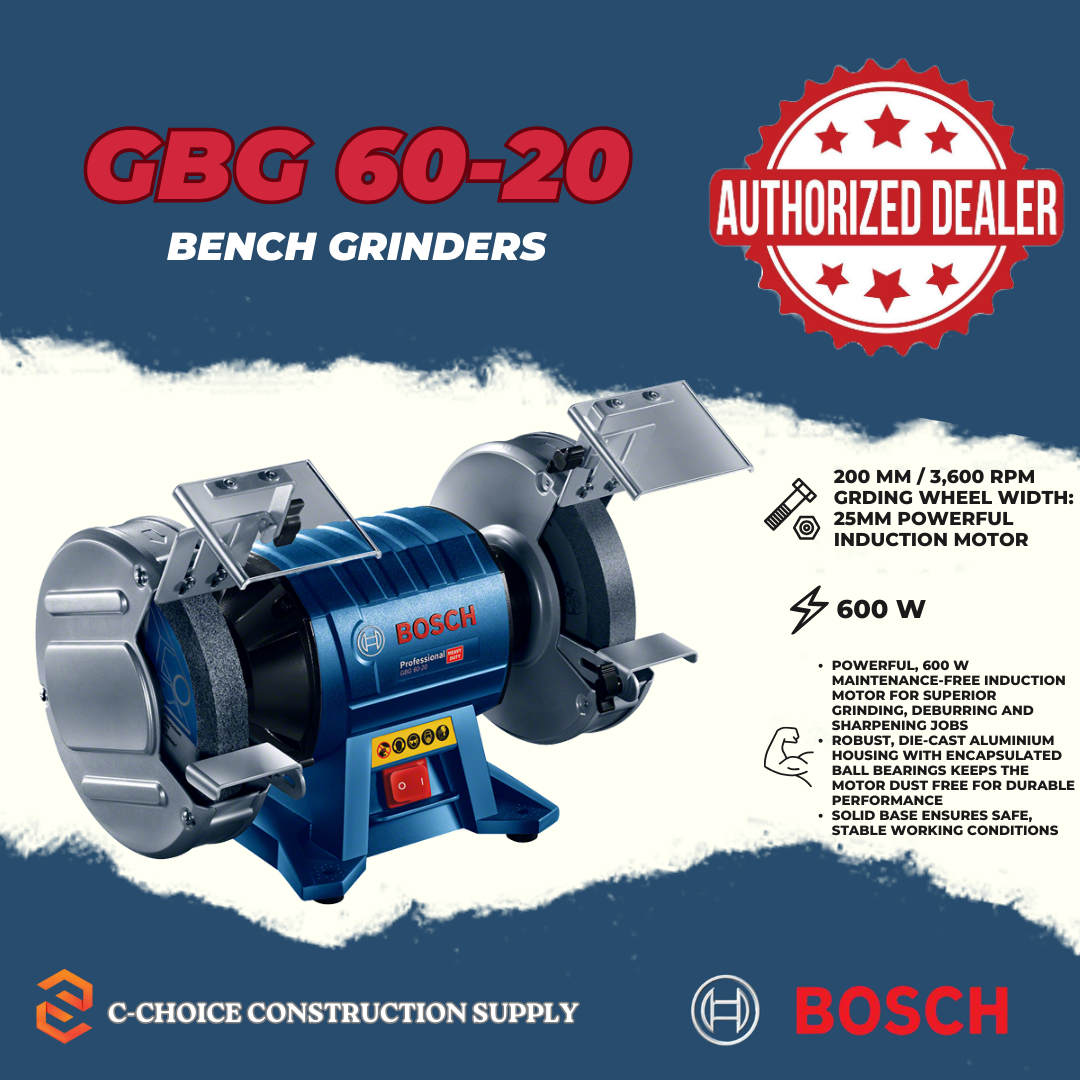 GBG 60-20
BENCH GRINDERS
AUTHORIZED DEALER
200 MM / 3,600 RPM
GRDING WHEEL WIDTH:
25MM POWERFUL
INDUCTION MOTOR
600 W
• POWERFUL, 600 W
MAINTENANCE-FREE INDUCTION
MOTOR FOR SUPERIOR
GRINDING, DEBURRING AND
SHARPENING JOBS
• ROBUST, DIE-CAST ALUMINIUM
HOUSING WITH ENCAPSULATED
BALL BEARINGS KEEPS THE
MOTOR DUST FREE FOR DURABLE
PERFORMANCE
• SOLID BASE ENSURES SAFE,
STABLE WORKING CONDITIONS
BOSCH
Professional
HEAVY
DUTY
GBG 60-20
C-CHOICE CONSTRUCTION SUPPLY
BOSCH